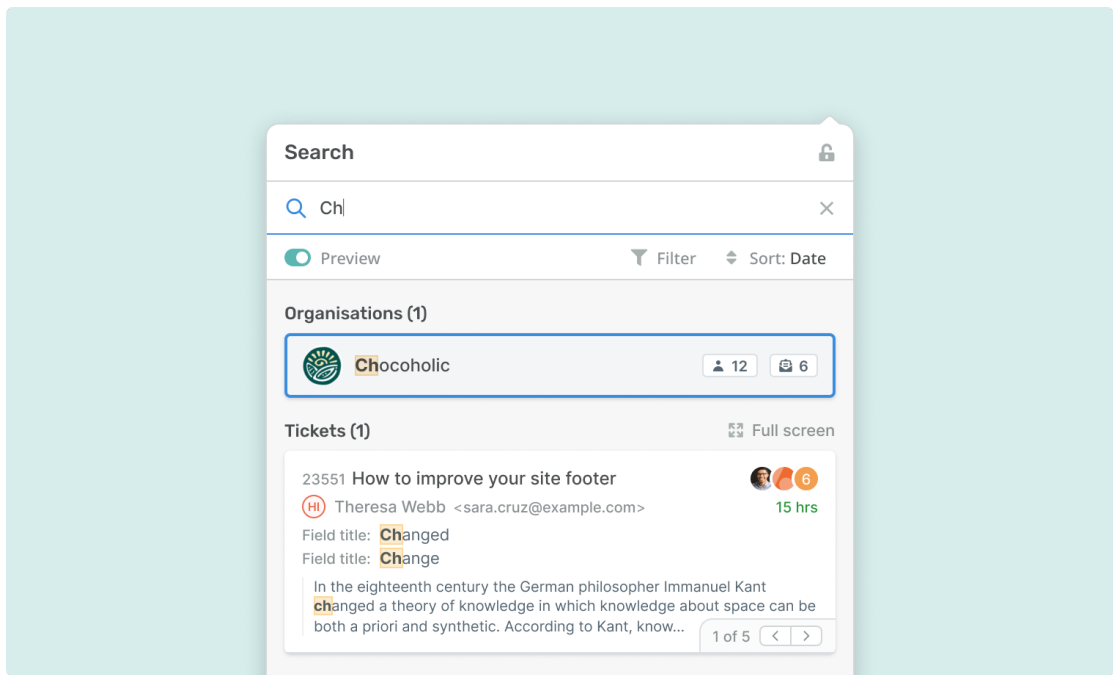 Search
Ch
Preview Filter Sort: Date
Organisations (1)
Chocoholic 12 6
Tickets (1) Full screen
23551 How to improve your site footer 6
HI Theresa Webb <sara.cruz@example.com> 15 hrs
Field title: Changed
Field title: Change
In the eighteenth century the German philosopher Immanuel Kant
changed a theory of knowledge in which knowledge about space can be
both a priori and synthetic. According to Kant, know...
1 of 5